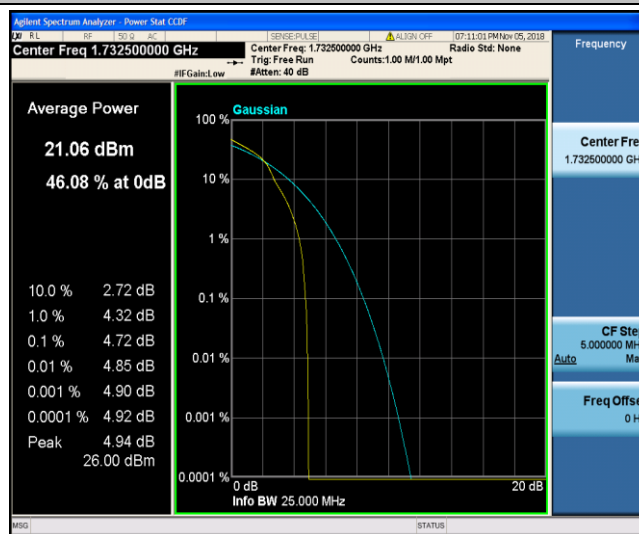 Agilent Spectrum Analyzer - Power Stat CCDF
RL RF 50 Ω AC SENSE:PULSE ALIGN OFF 07:11:01 PM Nov 05, 2018
Center Freq 1.732500000 GHz
Center Freq: 1.732500000 GHz Radio Std: None
Trig: Free Run Counts:1.00 M/1.00 Mpt
#IFGain:Low #Atten: 40 dB
Frequency
Average Power
21.06 dBm
46.08 % at 0dB
10.0 % 2.72 dB
1.0 % 4.32 dB
0.1 % 4.72 dB
0.01 % 4.85 dB
0.001 % 4.90 dB
0.0001 % 4.92 dB
Peak 4.94 dB
26.00 dBm
Gaussian
100 %
10 %
1 %
0.1 %
0.01 %
0.001 %
0.0001 %
0 dB 20 dB
Info BW 25.000 MHz
Center Fre
1.732500000 GH
CF Ste
5.000000 MH
Auto Ma
Freq Offse
0 H
MSG STATUS